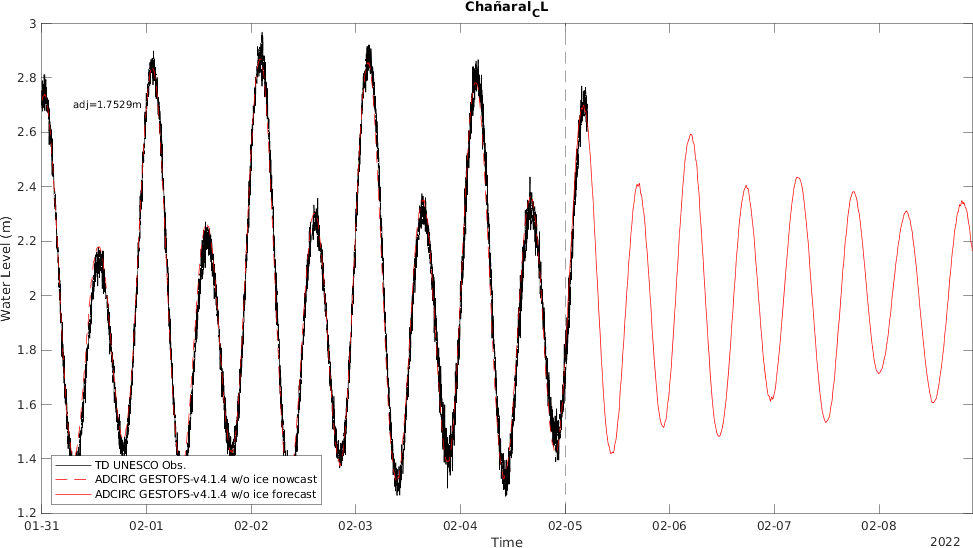 Chañaral_CL
3
2.8
2.6
2.4
2.2
2
1.8
1.6
1.4
1.2
Water Level (m)
adj=1.7529m
TD UNESCO Obs.
ADCIRC GESTOFS-v4.1.4 w/o ice nowcast
ADCIRC GESTOFS-v4.1.4 w/o ice forecast
01-31 02-01 02-02 02-03 02-04 02-05 02-06 02-07 02-08
Time
2022